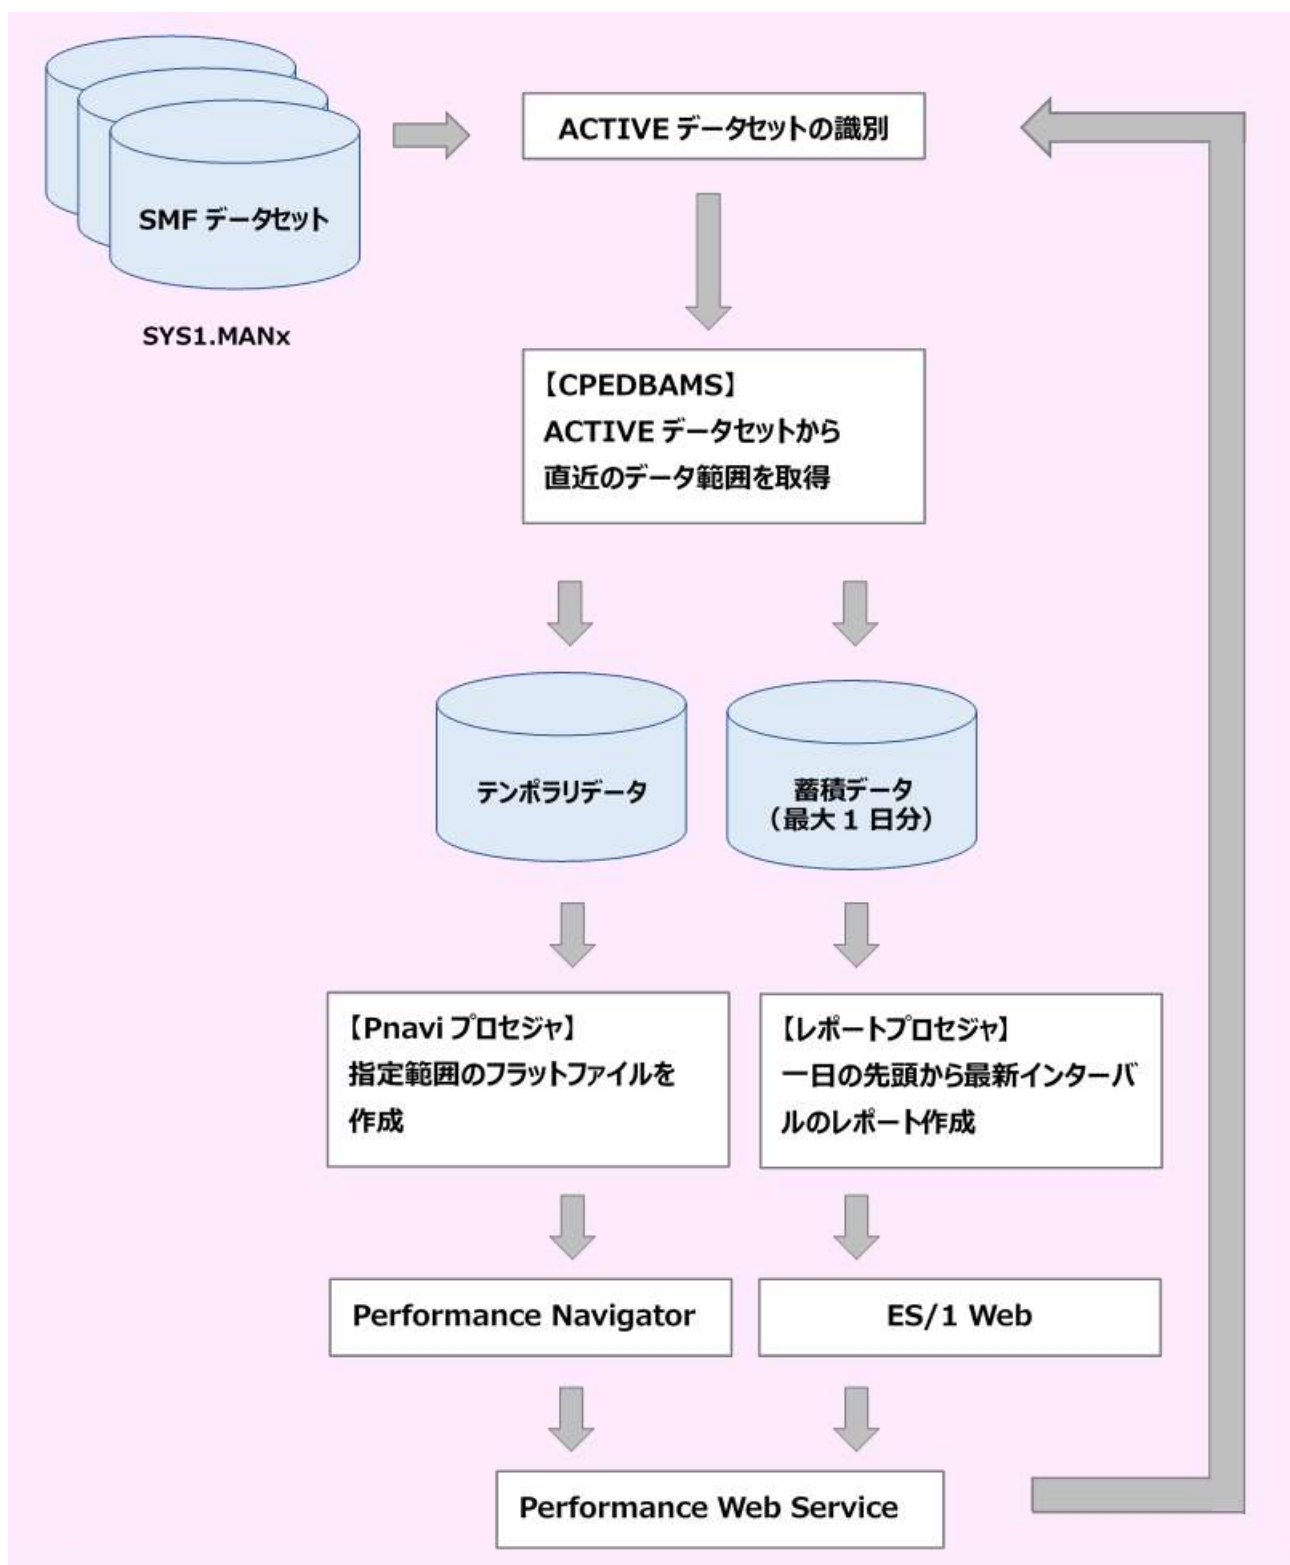 SMF データセット
SYS1.MANx
ACTIVE データセットの識別
【CPEDBAMS】
ACTIVE データセットから
直近のデータ範囲を取得
テンポラリデータ
蓄積データ
（最大 1 日分）
【Pnavi プロセジャ】
指定範囲のフラットファイルを
作成
【レポートプロセジャ】
一日の先頭から最新インターバ
ルのレポート作成
Performance Navigator
ES/1 Web
Performance Web Service